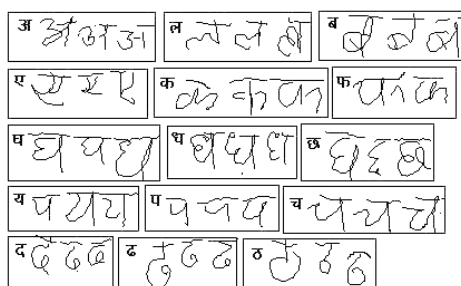 अ अ अ अ ल ल ल ल ब ब ब ब
ए ए ए ए क क क क फ फ फ
घ घ घ घ ध ध ध ध छ छ छ छ
य य य य प प प प च च च च
द द द द ढ ढ ढ ढ ठ ठ ठ ठ